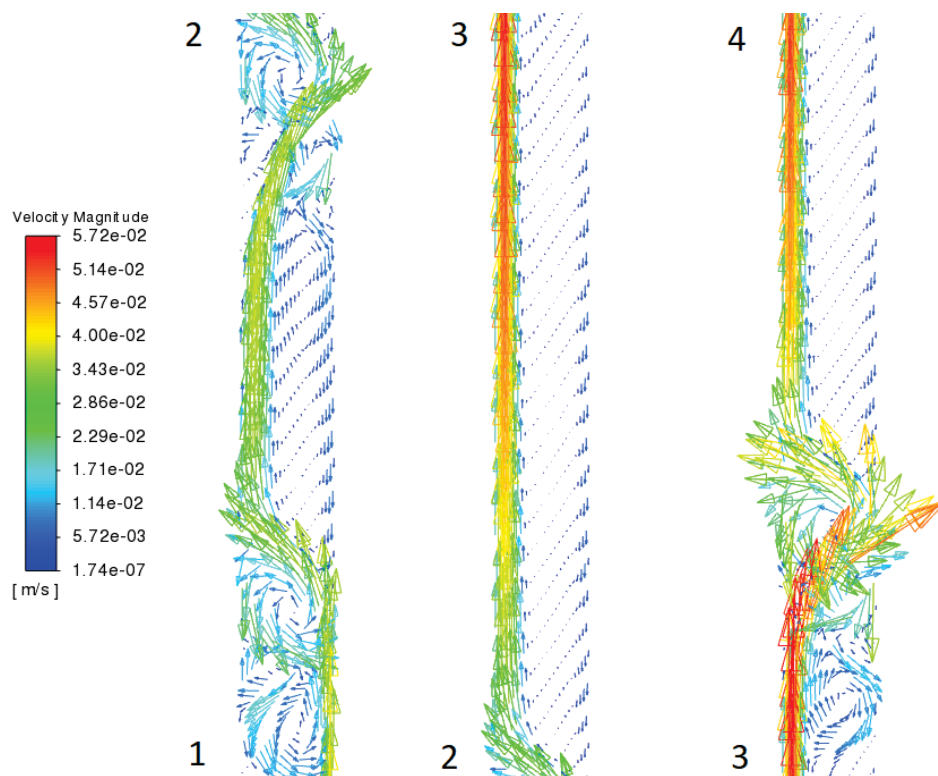 2
3
4
Velocity Magnitude
5.72e-02
5.14e-02
4.57e-02
4.00e-02
3.43e-02
2.86e-02
2.29e-02
1.71e-02
1.14e-02
5.72e-03
1.74e-07
[ m/s ]
1
2
3